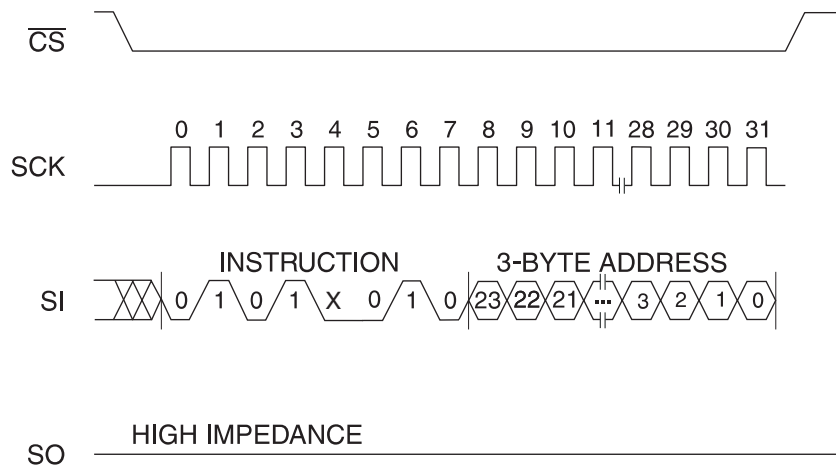 CS
0 1 2 3 4 5 6 7 8 9 10 11 28 29 30 31
SCK
INSTRUCTION 3-BYTE ADDRESS
SI 0 1 0 1 X 0 1 0 23 22 21 ... 3 2 1 0
HIGH IMPEDANCE
SO